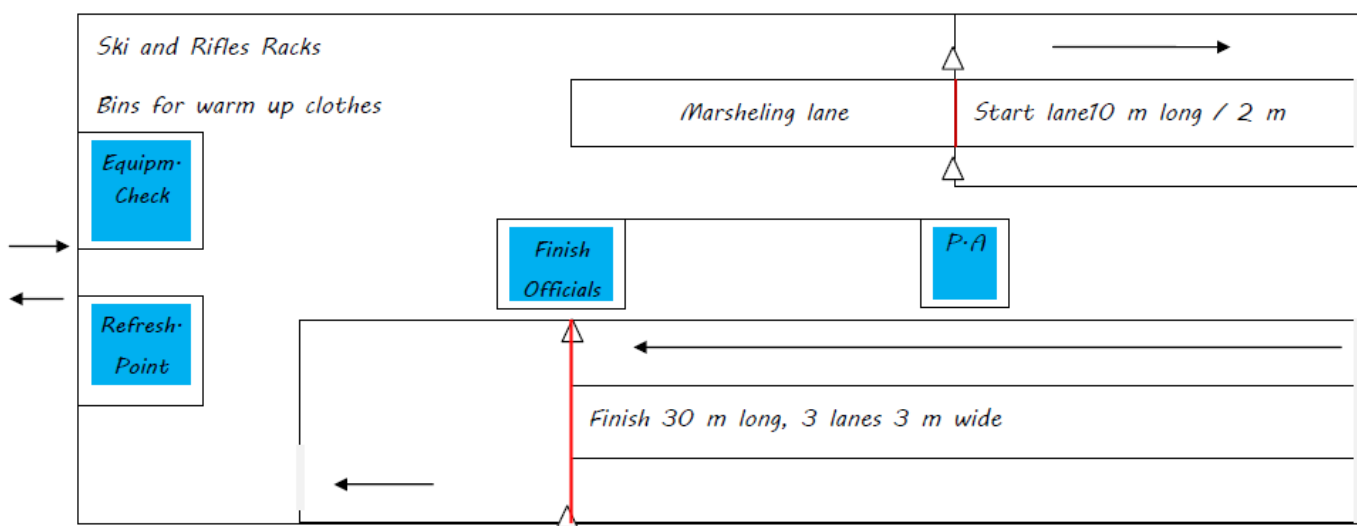 Ski and Rifles Racks
Bins for warm up clothes
Marsheling lane
Start lane10 m long / 2 m
Equipm.
Check
Finish
Officials
P.A
Refresh.
Point
Finish 30 m long, 3 lanes 3 m wide